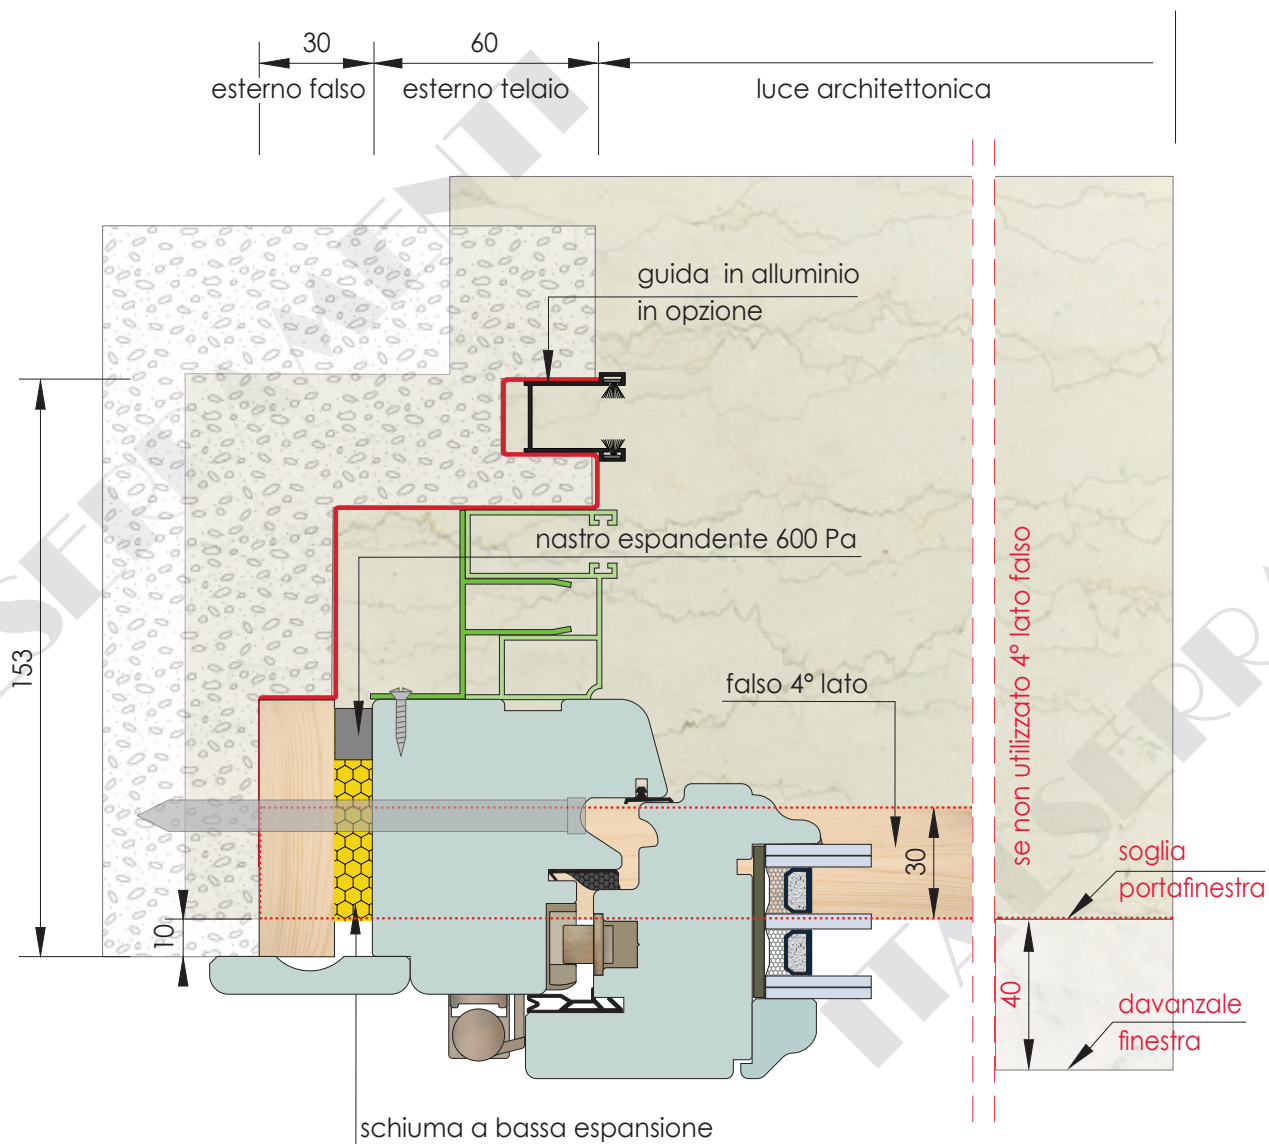 30
60
esterno falso
esterno telaio
luce architettonica
guida in alluminio
in opzione
nastro espandente 600 Pa
falso 4° lato
153
10
30
se non utilizzato 4° lato falso
soglia
portafinestra
40
davanzale
finestra
schiuma a bassa espansione